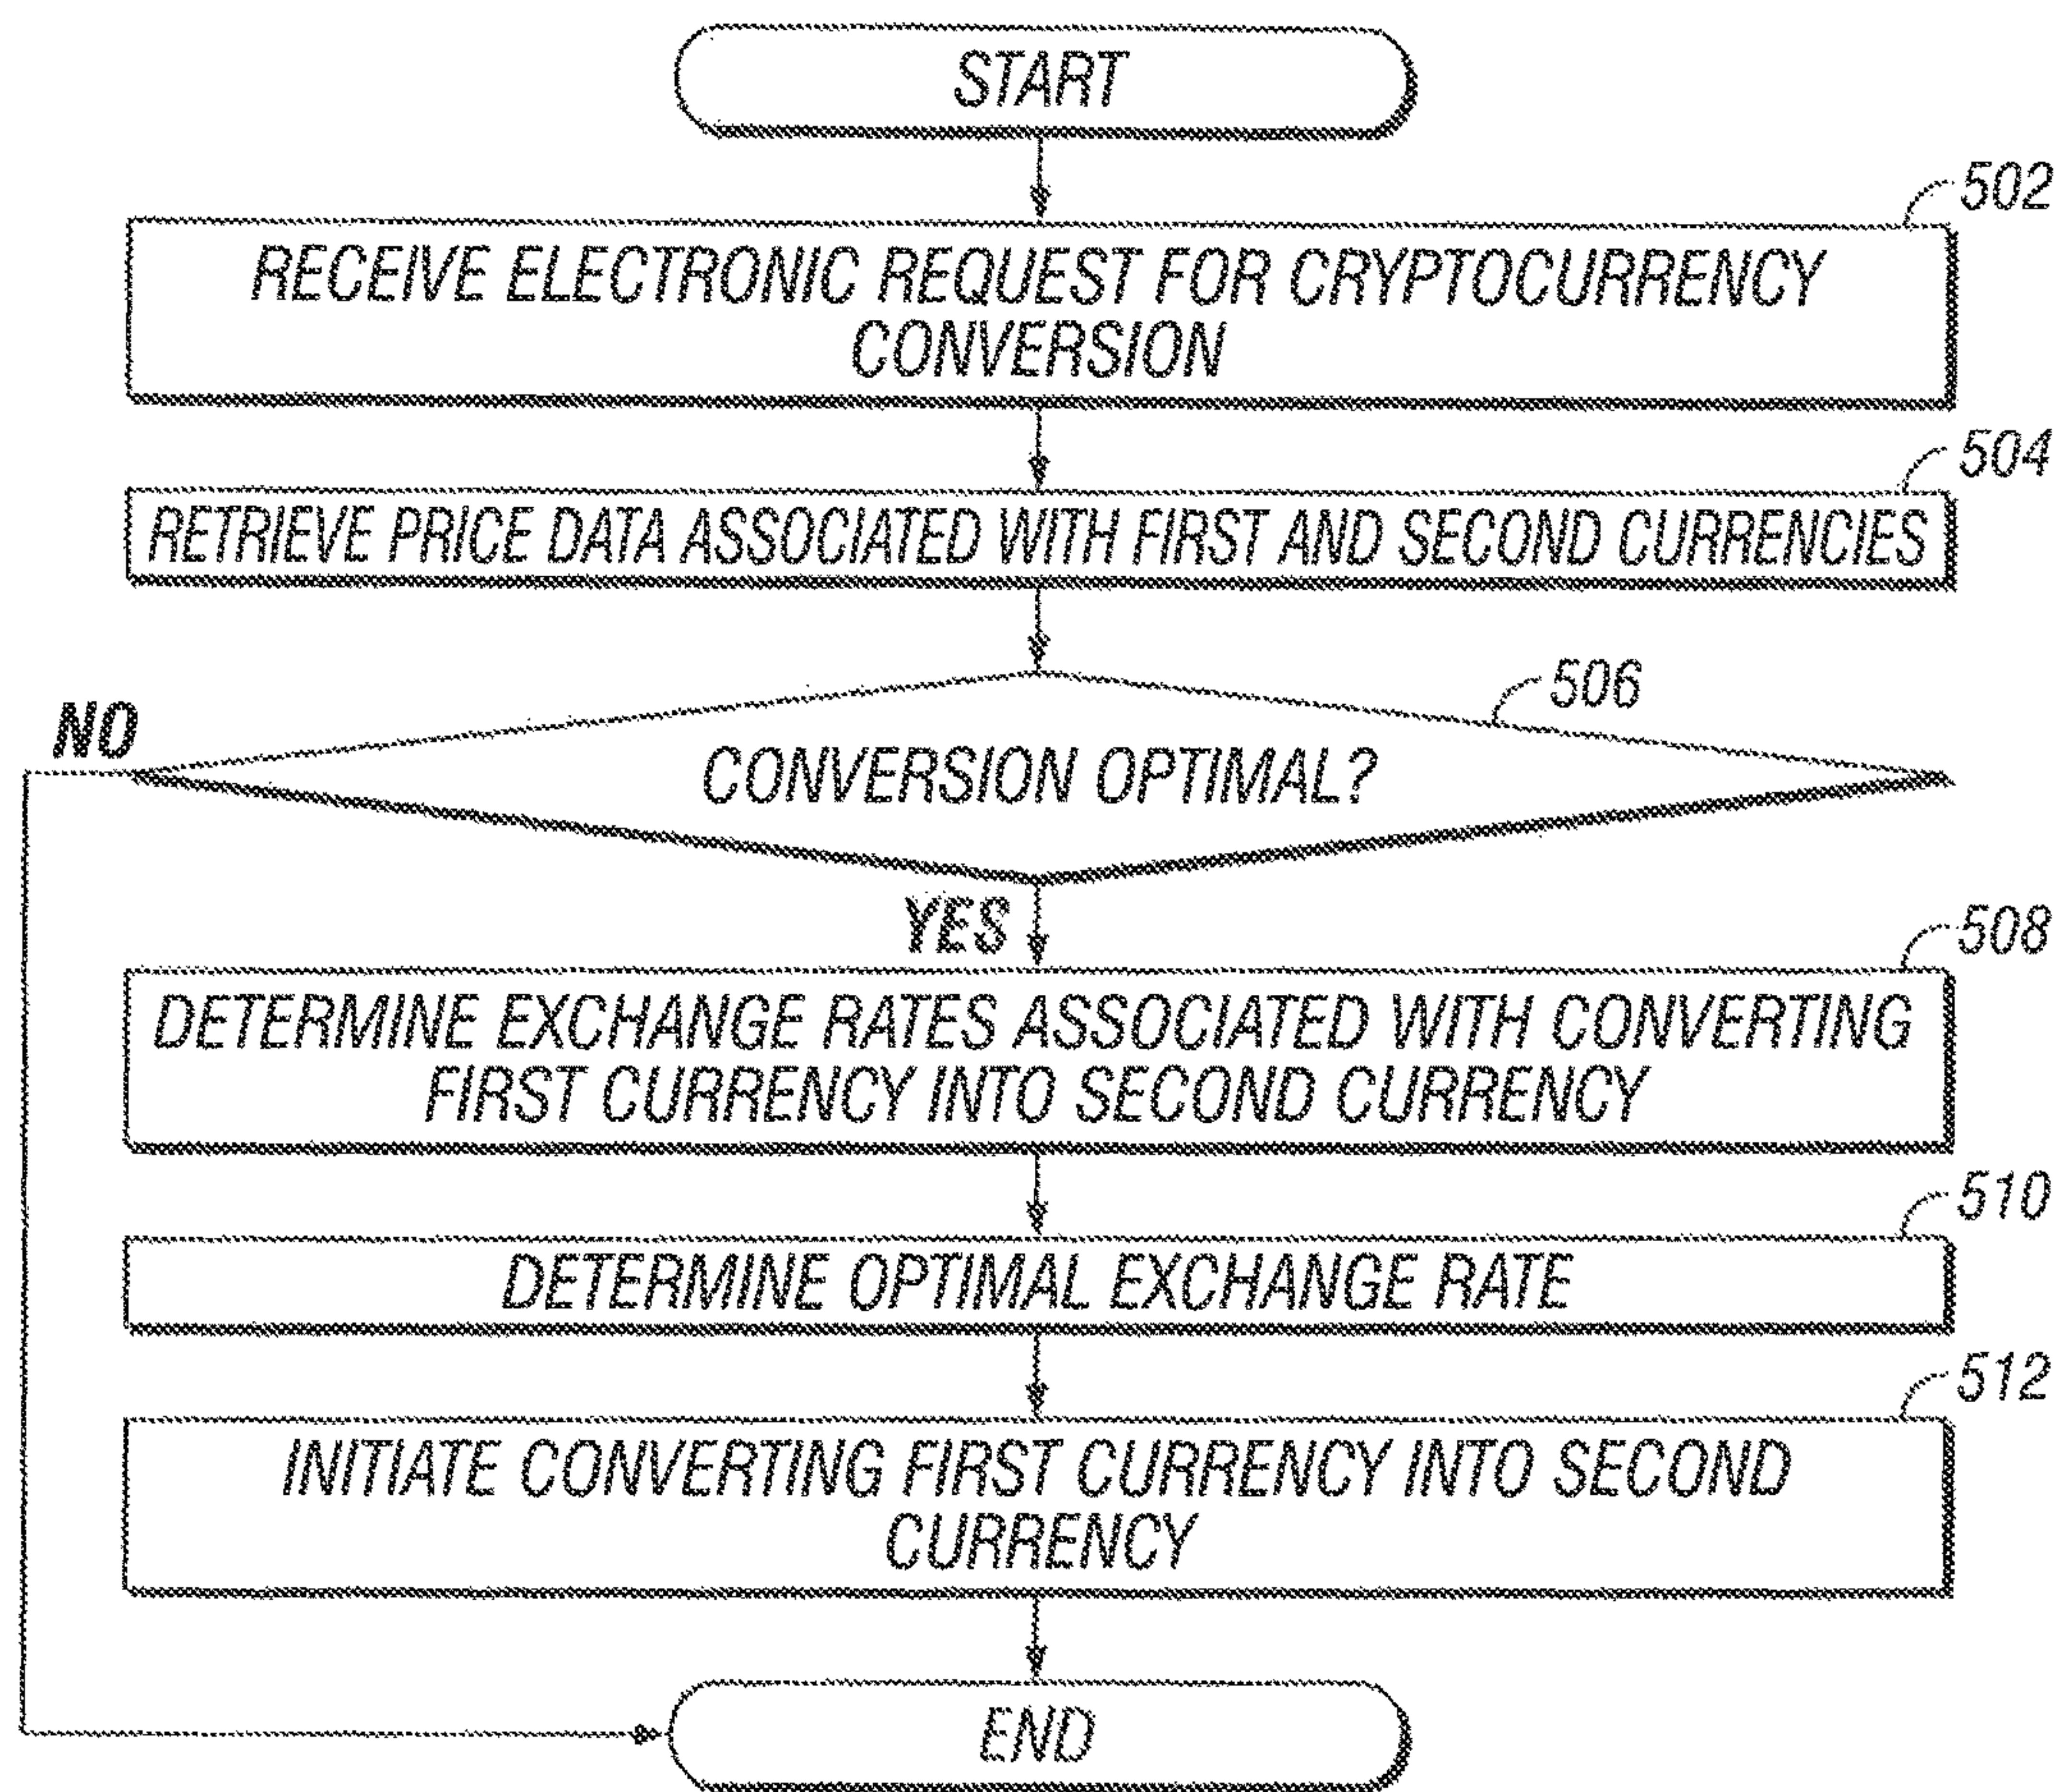 START
502
RECEIVE ELECTRONIC REQUEST FOR CRYPTOCURRENCY
CONVERSION
504
RETRIEVE PRICE DATA ASSOCIATED WITH FIRST AND SECOND CURRENCIES
506
NO
CONVERSION OPTIMAL?
YES
508
DETERMINE EXCHANGE RATES ASSOCIATED WITH CONVERTING
FIRST CURRENCY INTO SECOND CURRENCY
510
DETERMINE OPTIMAL EXCHANGE RATE
512
INITIATE CONVERTING FIRST CURRENCY INTO SECOND
CURRENCY
END